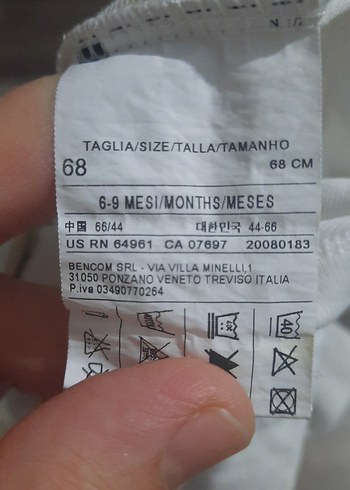 TAGLIA/SIZE/TALLA/TAMANHO
68 68 CM
6-9 MESI/MONTHS/MESES
中国 66/44 대한민국 44-66
US RN 64961 CA 07697 20080183
BENCOM SRL - VIA VILLA MINELLI,1
31050 PONZANO VENETO TREVISO ITALIA
P.iva 03490770264
40